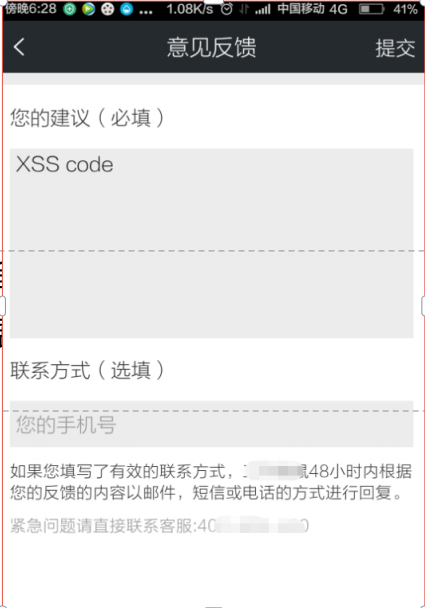 傍晚6:28 ... 1.08K/s 中国移动 4G 41%
意见反馈 提交
您的建议（必填）
XSS code
联系方式（选填）
您的手机号
如果您填写了有效的联系方式，鼠48小时内根据
您的反馈的内容以邮件，短信或电话的方式进行回复。
紧急问题请直接联系客服:40 0